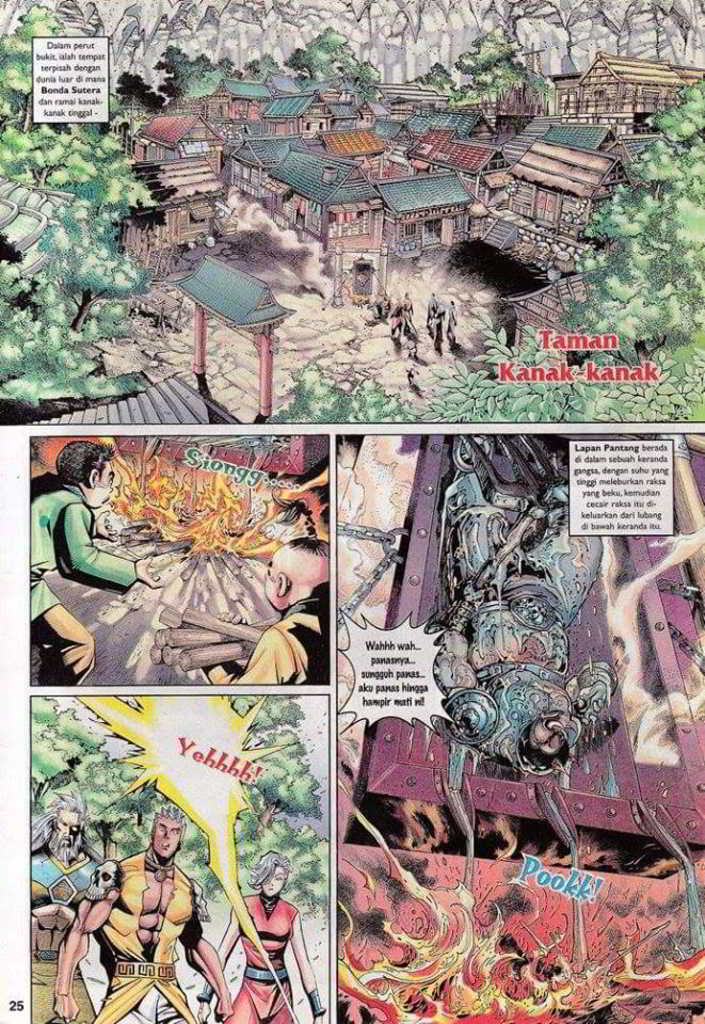 Dalam perut
bukit, ialah tempat
terpisah dengan
dunia luar di mana
Bonda Sutera
dan ramai kanak-
kanak tinggal -
Taman
Kanak-kanak
Siongg.....
Lapan Pantang berada
di dalam sebuah keranda
gangsa, dengan suhu yang
tinggi meleburkan raksa
yang beku, kemudian
cecair raksa itu di-
keluarkan dari lubang
di bawah keranda itu.
Wahhh wah...
panasnya...
sungguh panas...
aku panas hingga
hampir mati ni!
Yehhhh!
Pookk!
25